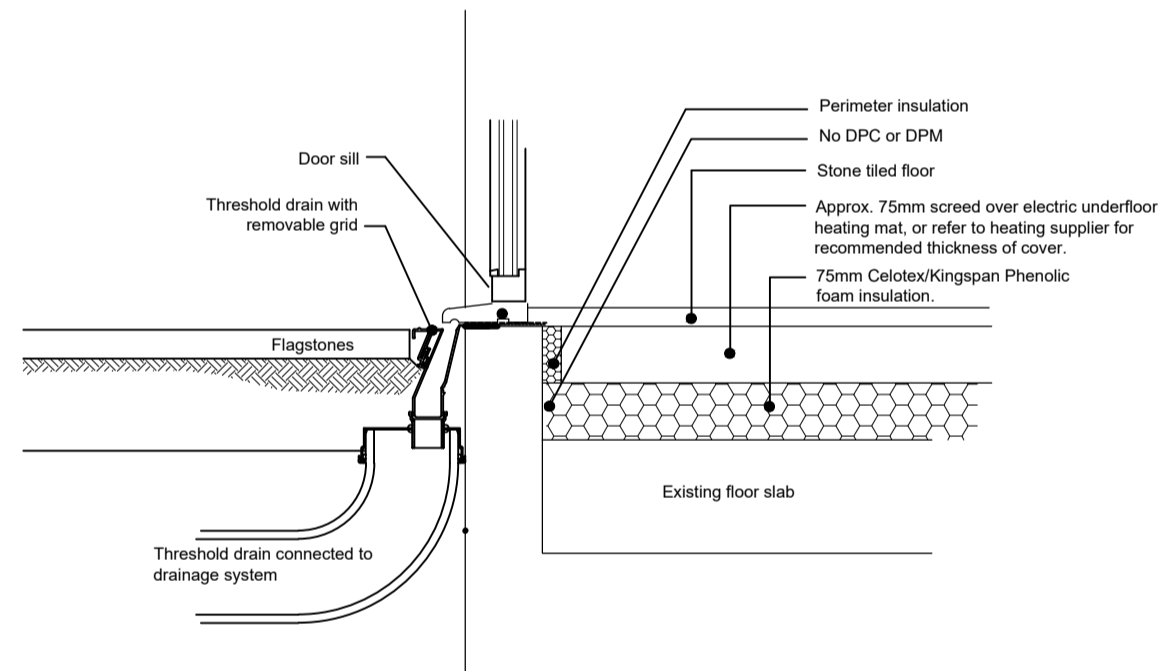 Perimeter insulation
No DPC or DPM
Door sill
Stone tiled floor
Threshold drain with
removable grid
Approx. 75mm screed over electric underfloor
heating mat, or refer to heating supplier for
recommended thickness of cover.
75mm Celotex/Kingspan Phenolic
foam insulation.
Flagstones
Existing floor slab
Threshold drain connected to
drainage system